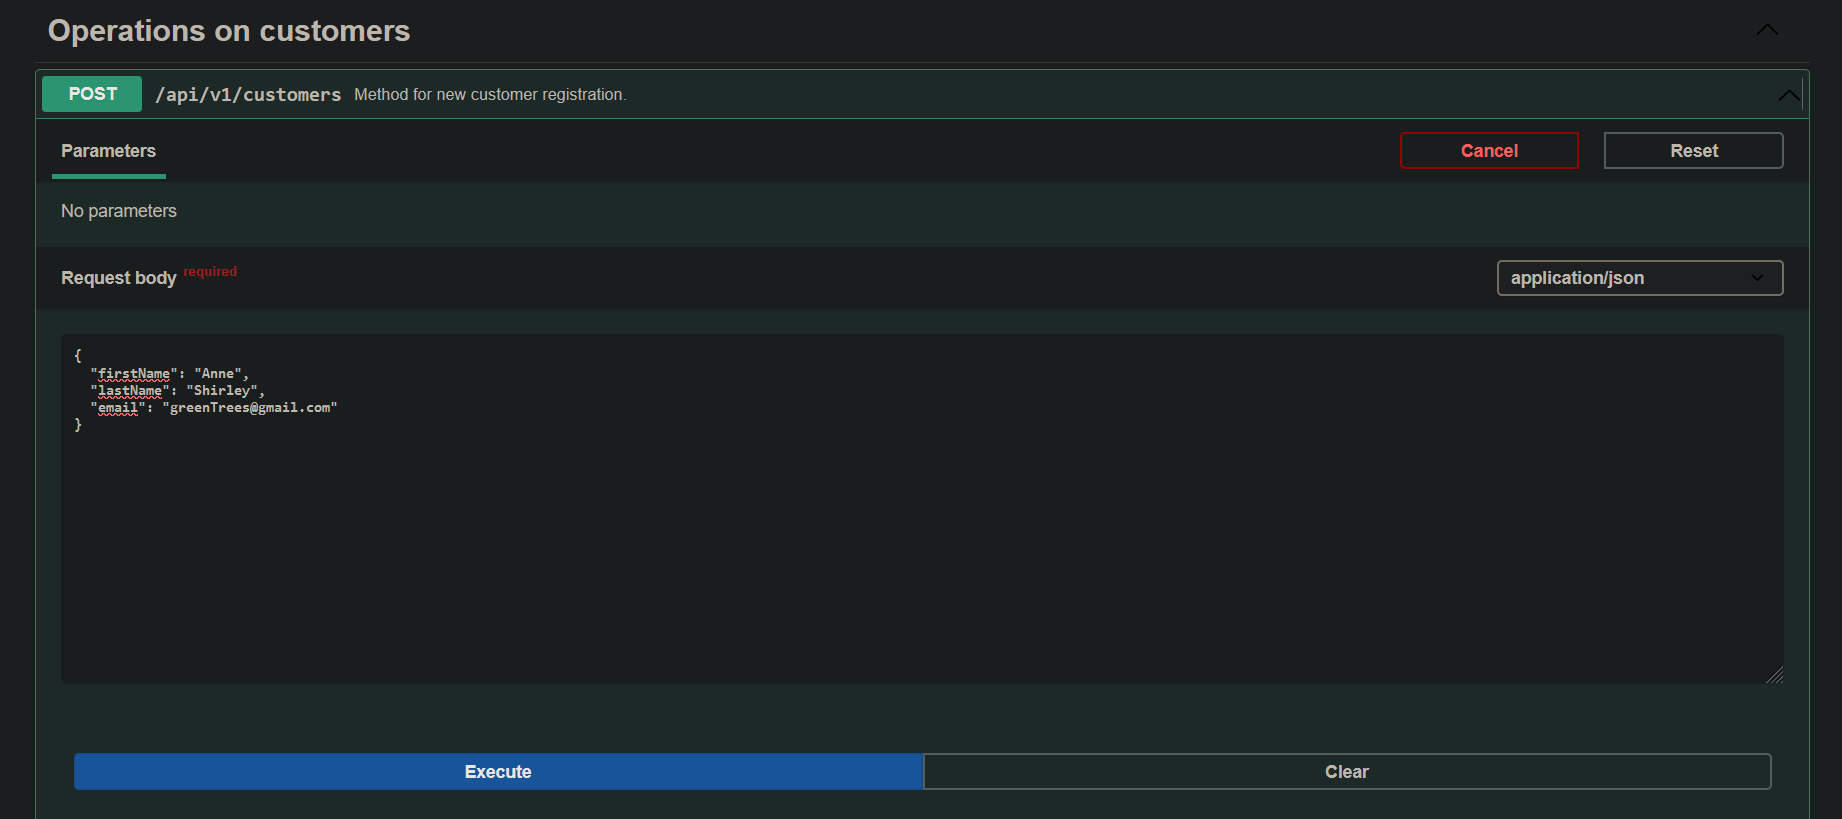 Operations on customers
POST /api/v1/customers Method for new customer registration.
Parameters Cancel Reset
No parameters
Request body required application/json
{
  "firstName": "Anne",
  "lastName": "Shirley",
  "email": "greenTrees@gmail.com"
}
Execute Clear